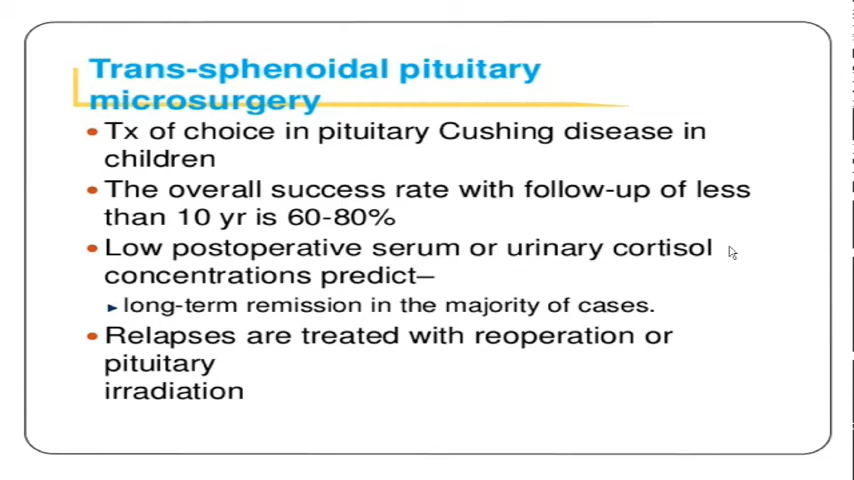 Trans-sphenoidal pituitary
microsurgery
Tx of choice in pituitary Cushing disease in
children
The overall success rate with follow-up of less
than 10 yr is 60-80%
Low postoperative serum or urinary cortisol
concentrations predict—
long-term remission in the majority of cases.
Relapses are treated with reoperation or
pituitary
irradiation